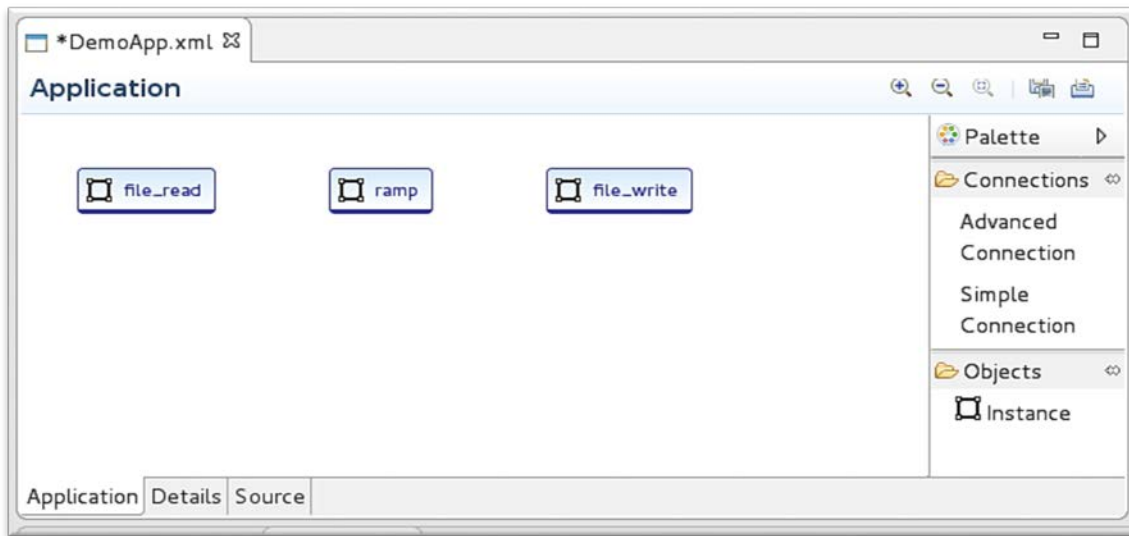 *DemoApp.xml
Application
Palette
file_read
ramp
file_write
Connections
Advanced
Connection
Simple
Connection
Objects
Instance
Application Details Source